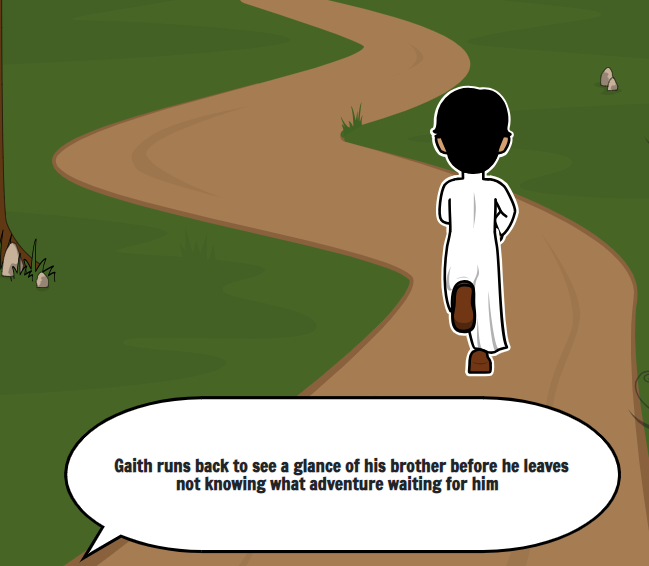 Gaith runs back to see a glance of his brother before he leaves
not knowing what adventure waiting for him